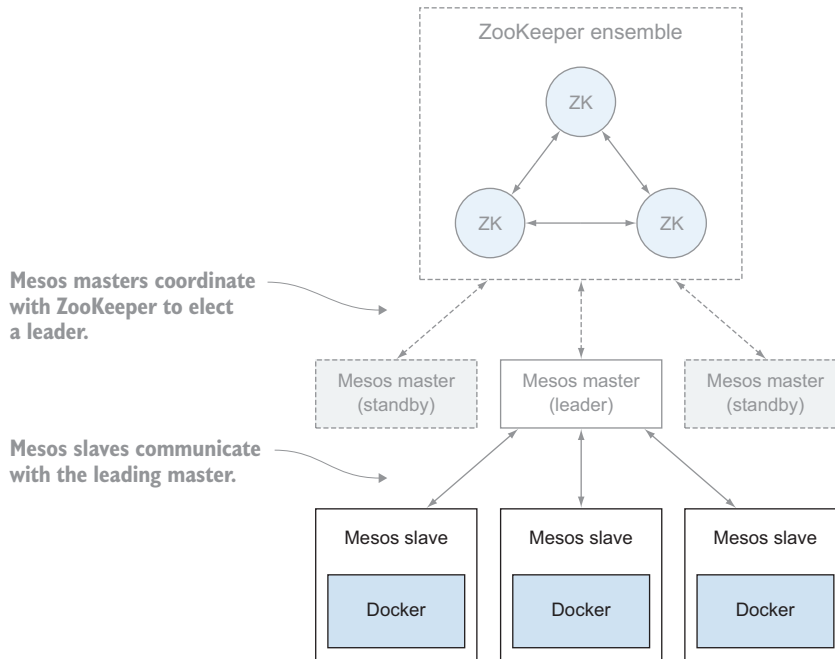 ZooKeeper ensemble
ZK
ZK
ZK
Mesos masters coordinate
with ZooKeeper to elect
a leader.
Mesos master
(standby)
Mesos master
(leader)
Mesos master
(standby)
Mesos slaves communicate
with the leading master.
Mesos slave
Mesos slave
Mesos slave
Docker
Docker
Docker